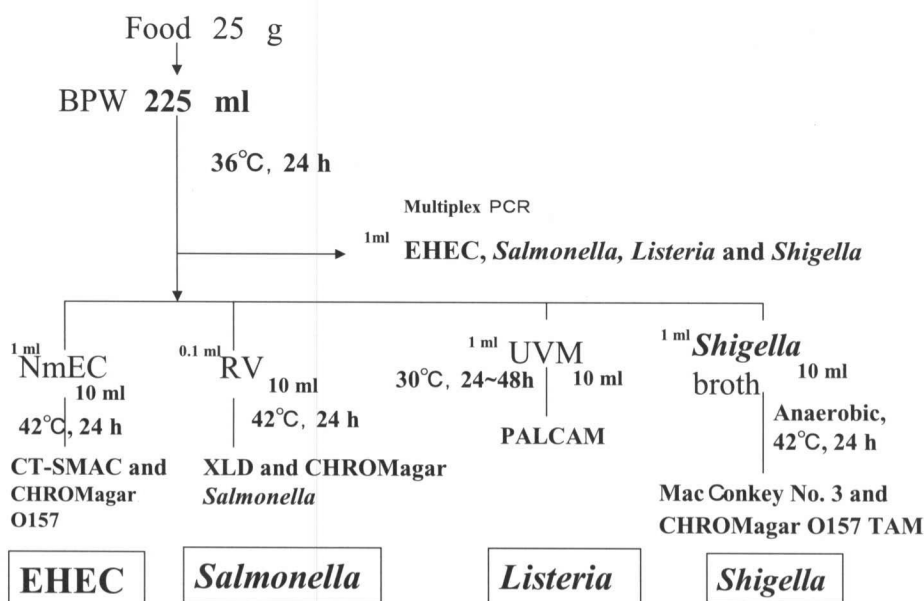 Food 25 g
BPW 225 ml
36℃, 24 h
Multiplex PCR
1ml EHEC, Salmonella, Listeria and Shigella
1 ml NmEC 10 ml
42℃, 24 h
CT-SMAC and
CHROMagar
O157
EHEC
0.1 ml RV 10 ml
42℃, 24 h
XLD and CHROMagar
Salmonella
Salmonella
1 ml UVM
30℃, 24~48h 10 ml
PALCAM
Listeria
1 ml Shigella
broth 10 ml
Anaerobic,
42℃, 24 h
Mac Conkey No. 3 and
CHROMagar O157 TAM
Shigella